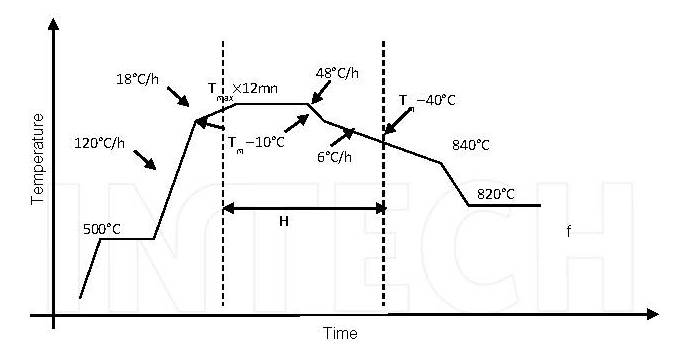 48°C/h
18°C/h
Tmax×12mn
Tm−40°C
120°C/h
Tm−10°C
840°C
6°C/h
820°C
H
500°C
f
Temperature
Time
INTECH